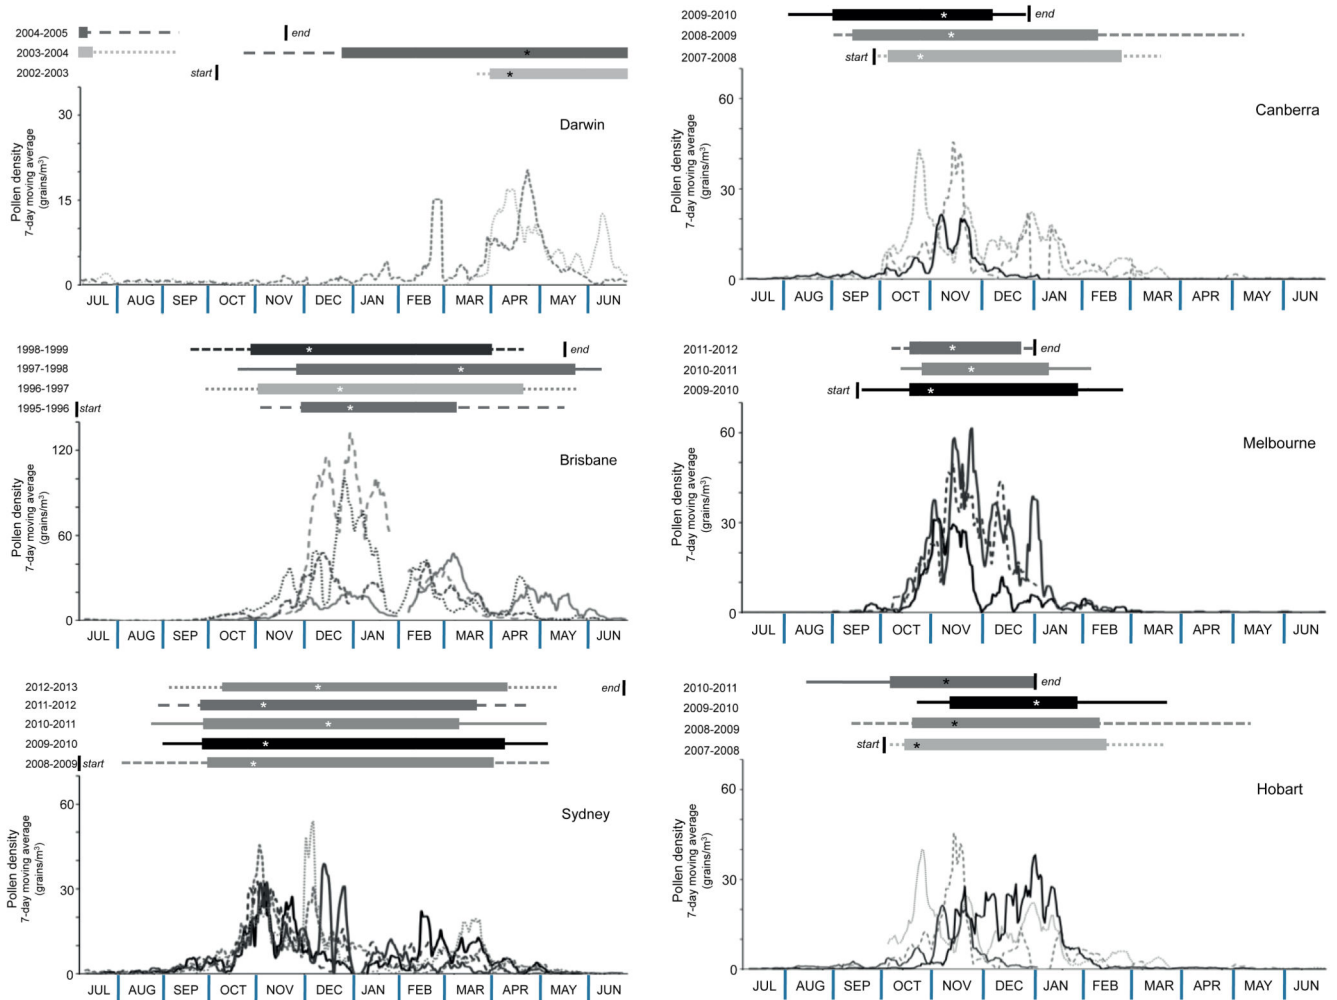 2004-2005 end
2003-2004
start
2002-2003
Pollen density
7-day moving average
(grains/m³)
30
15
0
Darwin
JUL AUG SEP OCT NOV DEC JAN FEB MAR APR MAY JUN
2009-2010 end
2008-2009
2007-2008 start
Pollen density
7-day moving average
(grains/m³)
60
30
0
Canberra
JUL AUG SEP OCT NOV DEC JAN FEB MAR APR MAY JUN
1998-1999 end
1997-1998
1996-1997
1995-1996 start
Pollen density
7-day moving average
(grains/m³)
120
60
0
Brisbane
JUL AUG SEP OCT NOV DEC JAN FEB MAR APR MAY JUN
2011-2012 end
2010-2011
2009-2010 start
Pollen density
7-day moving average
(grains/m³)
60
30
0
Melbourne
JUL AUG SEP OCT NOV DEC JAN FEB MAR APR MAY JUN
2012-2013 end
2011-2012
2010-2011
2009-2010
2008-2009 start
Pollen density
7-day moving average
(grains/m³)
60
30
0
Sydney
JUL AUG SEP OCT NOV DEC JAN FEB MAR APR MAY JUN
2010-2011 end
2009-2010
2008-2009
2007-2008 start
Pollen density
7-day moving average
(grains/m³)
60
30
0
Hobart
JUL AUG SEP OCT NOV DEC JAN FEB MAR APR MAY JUN